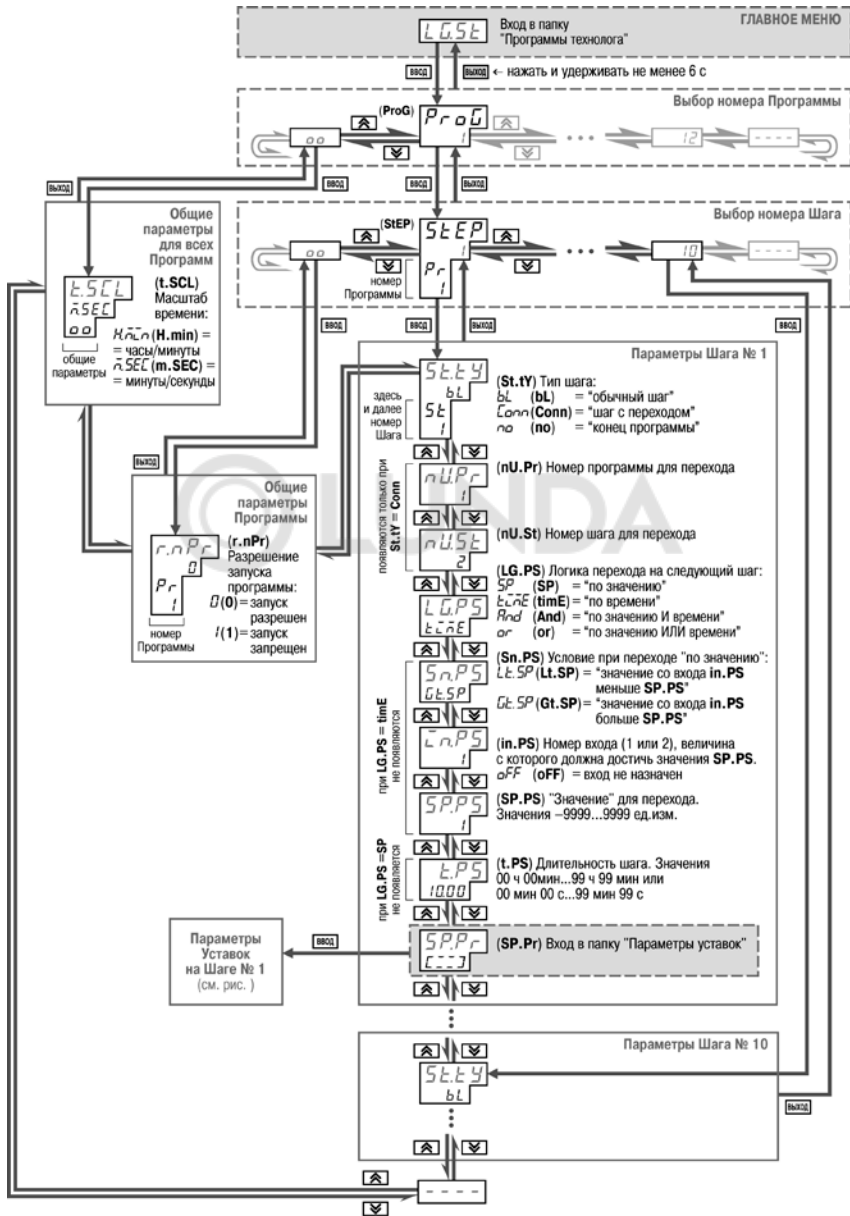 ГЛАВНОЕ МЕНЮ
LG.St
Вход в папку
"Программы технолога"
ВВОД
ВЫХОД ← нажать и удерживать не менее 6 с
Выбор номера Программы
(ProG)
ProG
1
oo
12
- - - -
ВЫХОД
ВВОД
ВВОД
ВЫХОД
Выбор номера Шага
(StEP)
StEP
1
Pr
1
номер
Программы
oo
10
- - - -
Общие
параметры
для всех
Программ
t.SCL
m.SEC
oo
общие
параметры
(t.SCL)
Масштаб
времени:
H.min (H.min) =
= часы/минуты
m.SEC (m.SEC) =
= минуты/секунды
ВВОД
ВВОД
ВЫХОД
ВВОД
ВЫХОД
Общие
параметры
Программы
r.nPr
0
Pr
1
номер
Программы
(r.nPr)
Разрешение
запуска
программы:
0 (0) = запуск
разрешен
1 (1) = запуск
запрещен
Параметры Шага № 1
St.tY
bL
St
1
здесь
и далее
номер
Шага
(St.tY) Тип шага:
bL (bL) = "обычный шаг"
Conn (Conn) = "шаг с переходом"
no (no) = "конец программы"
появляются только при
St.tY = Conn
nU.Pr
1
(nU.Pr) Номер программы для перехода
nU.St
2
(nU.St) Номер шага для перехода
LG.PS
timE
(LG.PS) Логика перехода на следующий шаг:
SP (SP) = "по значению"
timE (timE) = "по времени"
And (And) = "по значению И времени"
or (or) = "по значению ИЛИ времени"
при LG.PS = timE
не появляются
Sn.PS
Gt.SP
(Sn.PS) Условие при переходе "по значению":
Lt.SP (Lt.SP) = "значение со входа in.PS
меньше SP.PS"
Gt.SP (Gt.SP) = "значение со входа in.PS
больше SP.PS"
in.PS
1
(in.PS) Номер входа (1 или 2), величина
с которого должна достичь значения SP.PS.
oFF (oFF) = вход не назначен
SP.PS
1
(SP.PS) "Значение" для перехода.
Значения –9999...9999 ед.изм.
при LG.PS =SP
не появляется
t.PS
10.00
(t.PS) Длительность шага. Значения
00 ч 00мин...99 ч 99 мин или
00 мин 00 с...99 мин 99 с
SP.Pr
[---]
(SP.Pr) Вход в папку "Параметры уставок"
ВВОД
Параметры
Уставок
на Шаге № 1
(см. рис. )
Параметры Шага № 10
St.tY
bL
ВЫХОД
- - - -
LUNDA